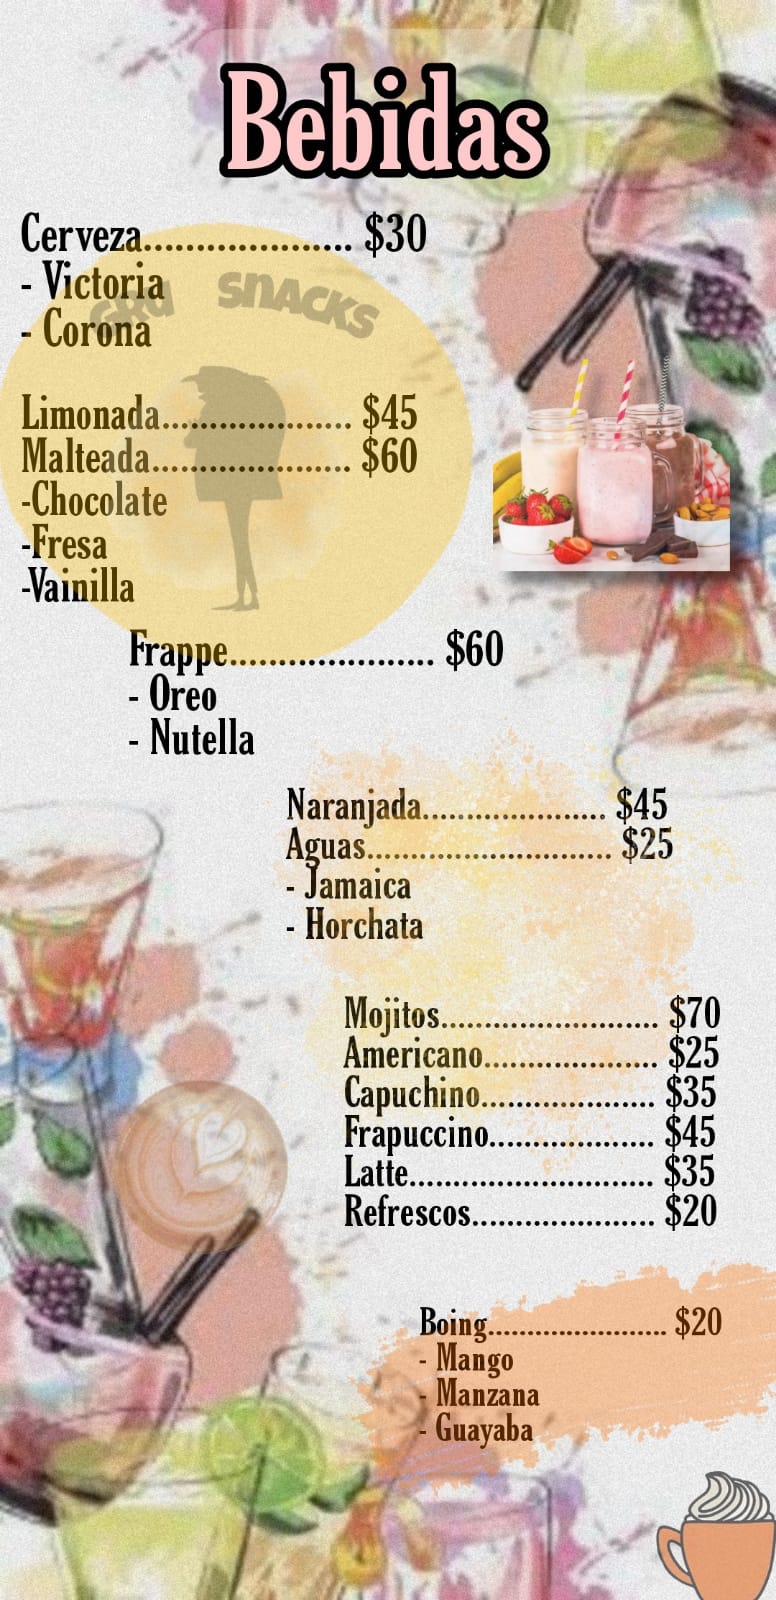 Bebidas
Cerveza.................... $30
- Victoria
GRU SNACKS
- Corona
Limonada.................. $45
Malteada................... $60
-Chocolate
-Fresa
-Vainilla
Frappe..................... $60
- Oreo
- Nutella
Naranjada...................... $45
Aguas............................ $25
- Jamaica
- Horchata
Mojitos.......................... $70
Americano..................... $25
Capuchino..................... $35
Frapuccino.................... $45
Latte............................. $35
Refrescos...................... $20
Boing........................ $20
- Mango
- Manzana
- Guayaba